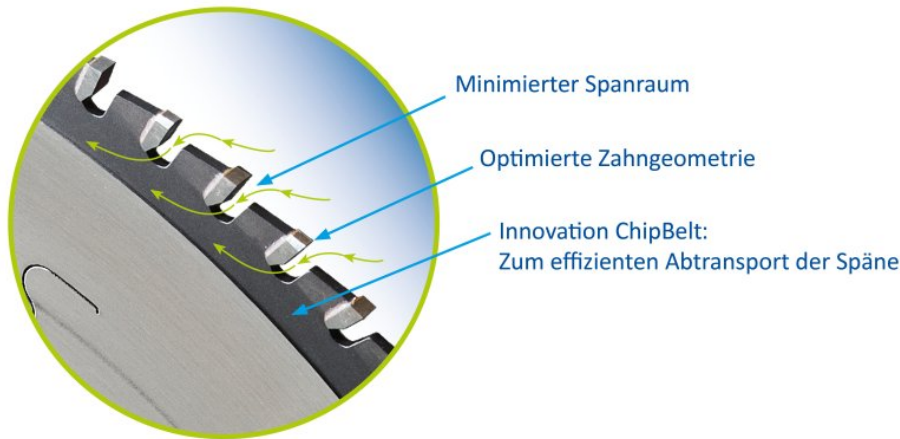 Minimierter Spanraum
Optimierte Zahngeometrie
Innovation ChipBelt:
Zum effizienten Abtransport der Späne